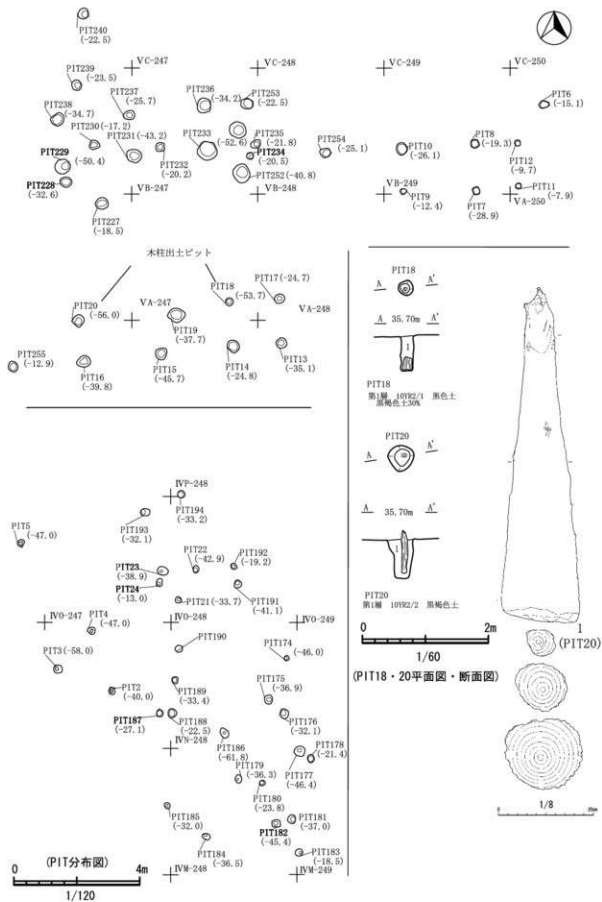 PIT240
(-22.5)
VC-247
VC-248
VC-249
VC-250
PIT239
(-23.5)
PIT237
(-25.7)
PIT236
(-34.2)
PIT253
(-22.5)
PIT6
(-15.1)
PIT238
(-34.7)
PIT230(-17.2)
PIT231(-43.2)
PIT233
(-52.6)
PIT235
(-21.8)
PIT234
(-20.5)
PIT254
(-25.1)
PIT10
(-26.1)
PIT8
(-19.3)
PIT12
(-9.7)
PIT229
(-50.4)
PIT232
(-20.2)
PIT252(-40.8)
PIT228
(-32.6)
VB-247
VB-248
VB-249
PIT9
(-12.4)
PIT7
(-28.9)
PIT11
(-7.9)
VA-250
PIT227
(-18.5)
木柱出土ピット
PIT20
(-56.0)
VA-247
PIT18
(-53.7)
PIT17(-24.7)
VA-248
PIT19
(-37.7)
PIT255
(-12.9)
PIT16
(-39.8)
PIT15
(-45.7)
PIT14
(-24.8)
PIT13
(-35.1)
PIT18
A A'
A 35.70m A'
1
PIT18
第1層 10YR2/1 黒色土
黒褐色土30%
PIT20
A A'
A 35.70m A'
1
PIT20
第1層 10YR2/2 黒褐色土
0 2m
1/60
(PIT18・20平面図・断面図)
1
(PIT20)
0 20cm
1/8
IVP-248
PIT194
(-33.2)
PIT193
(-32.1)
PIT5
(-47.0)
PIT23
(-38.9)
PIT22
(-42.9)
PIT192
(-19.2)
PIT24
(-13.0)
PIT21(-33.7)
PIT191
(-41.1)
IVO-247
PIT4
(-47.0)
IVO-248
IVO-249
PIT190
PIT3(-58.0)
PIT174
(-46.0)
PIT2
(-40.0)
PIT189
(-33.4)
PIT175
(-36.9)
PIT187
(-27.1)
PIT188
(-22.5)
IVN-248
PIT176
(-32.1)
PIT186
(-61.8)
PIT178
(-21.4)
PIT179
(-36.3)
PIT177
(-46.4)
PIT180
(-23.8)
PIT185
(-32.0)
PIT181
(-37.0)
PIT182
(-45.4)
PIT184
(-36.5)
PIT183
(-18.5)
(PIT分布図)
0 4m
1/120
IVM-248
IVM-249